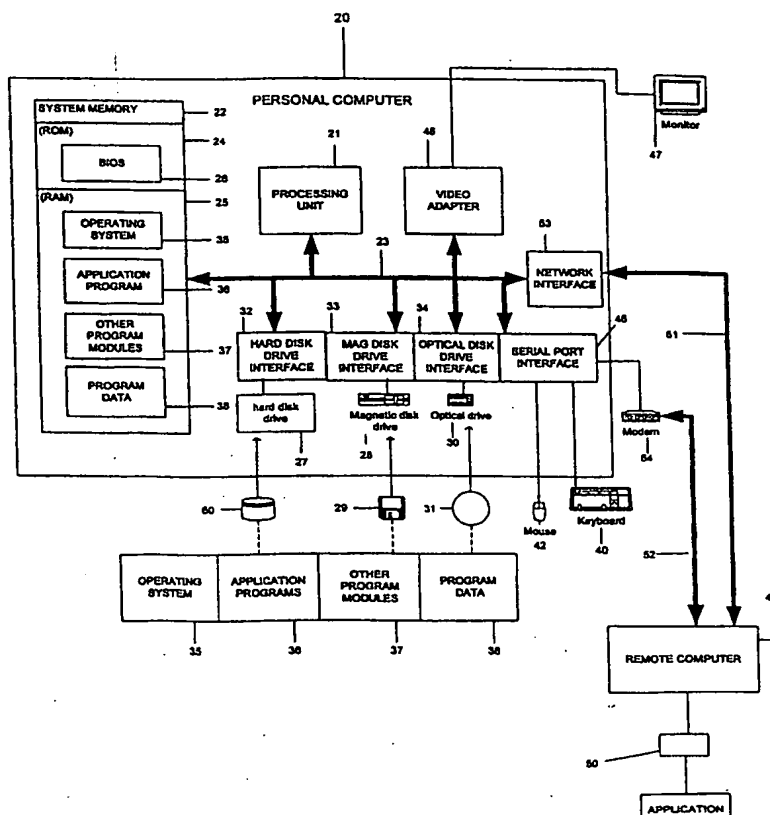 20
PERSONAL COMPUTER
SYSTEM MEMORY
22
(ROM)
24
BIOS
26
(RAM)
25
OPERATING
SYSTEM
35
APPLICATION
PROGRAM
36
OTHER
PROGRAM
MODULES
37
PROGRAM
DATA
38
21
PROCESSING
UNIT
48
VIDEO
ADAPTER
Monitor
47
23
53
NETWORK
INTERFACE
32
HARD DISK
DRIVE
INTERFACE
33
MAG DISK
DRIVE
INTERFACE
34
OPTICAL DISK
DRIVE
INTERFACE
46
SERIAL PORT
INTERFACE
51
hard disk
drive
27
Magnetic disk
drive
28
Optical drive
30
Modem
54
60
29
31
Mouse
42
Keyboard
40
52
OPERATING
SYSTEM
APPLICATION
PROGRAMS
OTHER
PROGRAM
MODULES
PROGRAM
DATA
35
36
37
38
REMOTE COMPUTER
50
APPLICATION